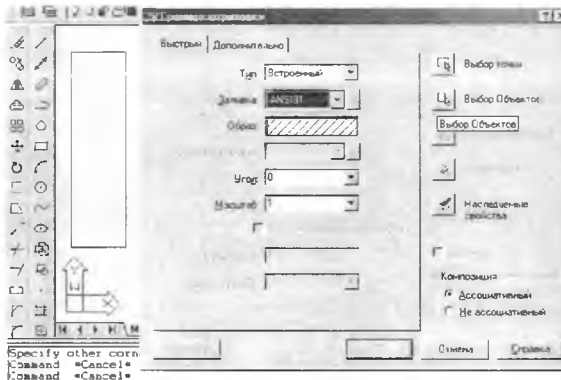 Быстрый Дополнительно
Тип Встроенный
ANSI31
Образ
Угол 0
Масштаб 1
Выбор точки
Выбор Объектов
Выбор Объектов
Наследуемые
свойства
Композиция
Ассоциативный
Не ассоциативный
Отмена Справка
Specify other corn
Command *Cancel*
Command *Cancel*